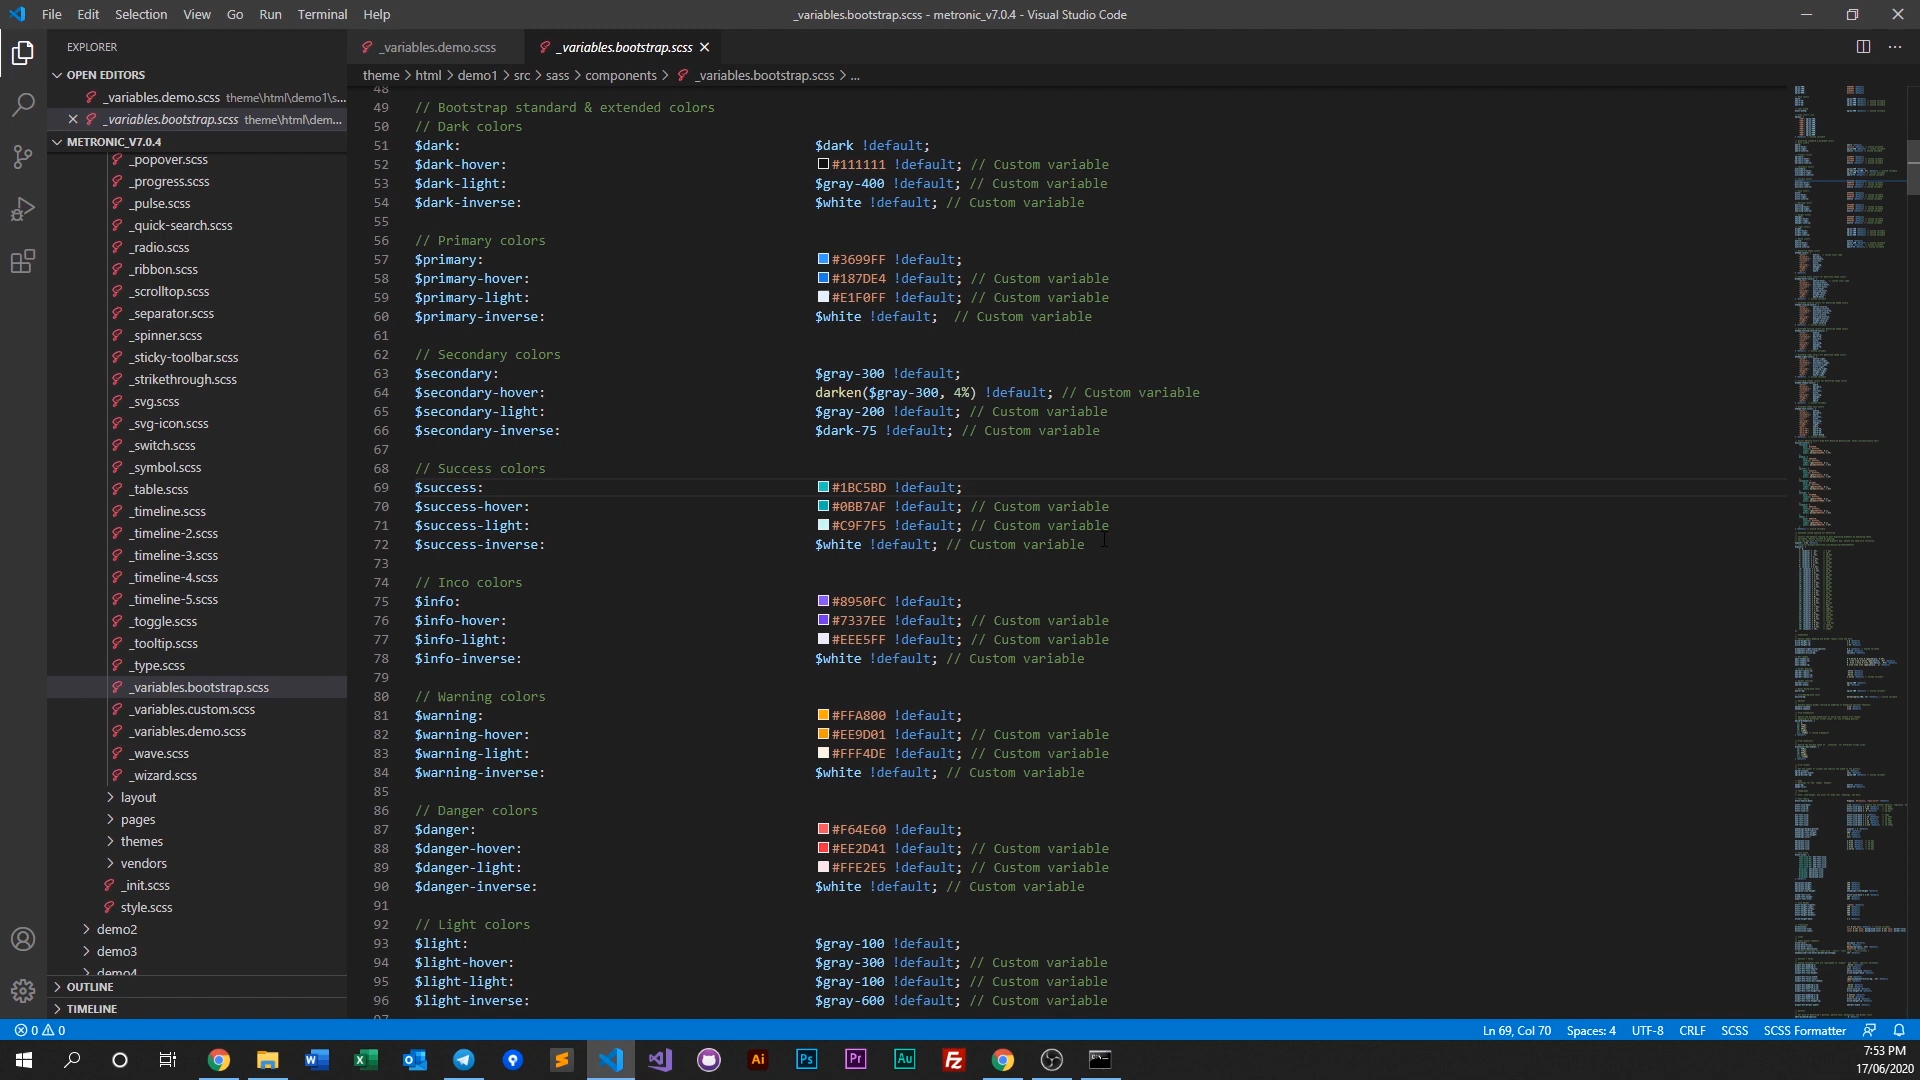 File Edit Selection View Go Run Terminal Help
_variables.bootstrap.scss - metronic_v7.0.4 - Visual Studio Code
EXPLORER
OPEN EDITORS
_variables.demo.scss theme\html\demo1\s...
_variables.bootstrap.scss theme\html\dem...
METRONIC_V7.0.4
_popover.scss
_progress.scss
_pulse.scss
_quick-search.scss
_radio.scss
_ribbon.scss
_scrolltop.scss
_separator.scss
_spinner.scss
_sticky-toolbar.scss
_strikethrough.scss
_svg.scss
_svg-icon.scss
_switch.scss
_symbol.scss
_table.scss
_timeline.scss
_timeline-2.scss
_timeline-3.scss
_timeline-4.scss
_timeline-5.scss
_toggle.scss
_tooltip.scss
_type.scss
_variables.bootstrap.scss
_variables.custom.scss
_variables.demo.scss
_wave.scss
_wizard.scss
layout
pages
themes
vendors
_init.scss
style.scss
demo2
demo3
demo4
OUTLINE
TIMELINE
_variables.demo.scss
_variables.bootstrap.scss
theme > html > demo1 > src > sass > components > _variables.bootstrap.scss > ...
48
49 // Bootstrap standard & extended colors
50 // Dark colors
51 $dark: $dark !default;
52 $dark-hover: #111111 !default; // Custom variable
53 $dark-light: $gray-400 !default; // Custom variable
54 $dark-inverse: $white !default; // Custom variable
55
56 // Primary colors
57 $primary: #3699FF !default;
58 $primary-hover: #187DE4 !default; // Custom variable
59 $primary-light: #E1F0FF !default; // Custom variable
60 $primary-inverse: $white !default; // Custom variable
61
62 // Secondary colors
63 $secondary: $gray-300 !default;
64 $secondary-hover: darken($gray-300, 4%) !default; // Custom variable
65 $secondary-light: $gray-200 !default; // Custom variable
66 $secondary-inverse: $dark-75 !default; // Custom variable
67
68 // Success colors
69 $success: #1BC5BD !default;
70 $success-hover: #0BB7AF !default; // Custom variable
71 $success-light: #C9F7F5 !default; // Custom variable
72 $success-inverse: $white !default; // Custom variable
73
74 // Inco colors
75 $info: #8950FC !default;
76 $info-hover: #7337EE !default; // Custom variable
77 $info-light: #EEE5FF !default; // Custom variable
78 $info-inverse: $white !default; // Custom variable
79
80 // Warning colors
81 $warning: #FFA800 !default;
82 $warning-hover: #EE9D01 !default; // Custom variable
83 $warning-light: #FFF4DE !default; // Custom variable
84 $warning-inverse: $white !default; // Custom variable
85
86 // Danger colors
87 $danger: #F64E60 !default;
88 $danger-hover: #EE2D41 !default; // Custom variable
89 $danger-light: #FFE2E5 !default; // Custom variable
90 $danger-inverse: $white !default; // Custom variable
91
92 // Light colors
93 $light: $gray-100 !default;
94 $light-hover: $gray-300 !default; // Custom variable
95 $light-light: $gray-100 !default; // Custom variable
96 $light-inverse: $gray-600 !default; // Custom variable
97
0 0
Ln 69, Col 70 Spaces: 4 UTF-8 CRLF SCSS SCSS Formatter
Ai Ps Pr Au Fz
7:53 PM
17/06/2020